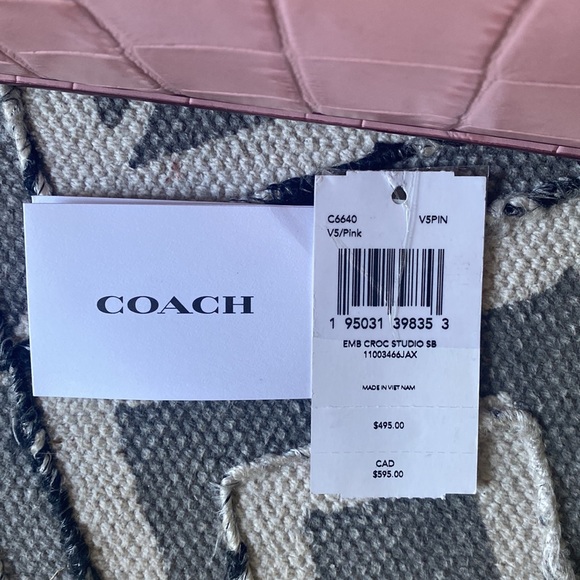 COACH
C6640 V5PIN
V5/Pink
1 95031 39835 3
EMB CROC STUDIO SB
11003466JAX
MADE IN VIET NAM
$495.00
CAD
$595.00